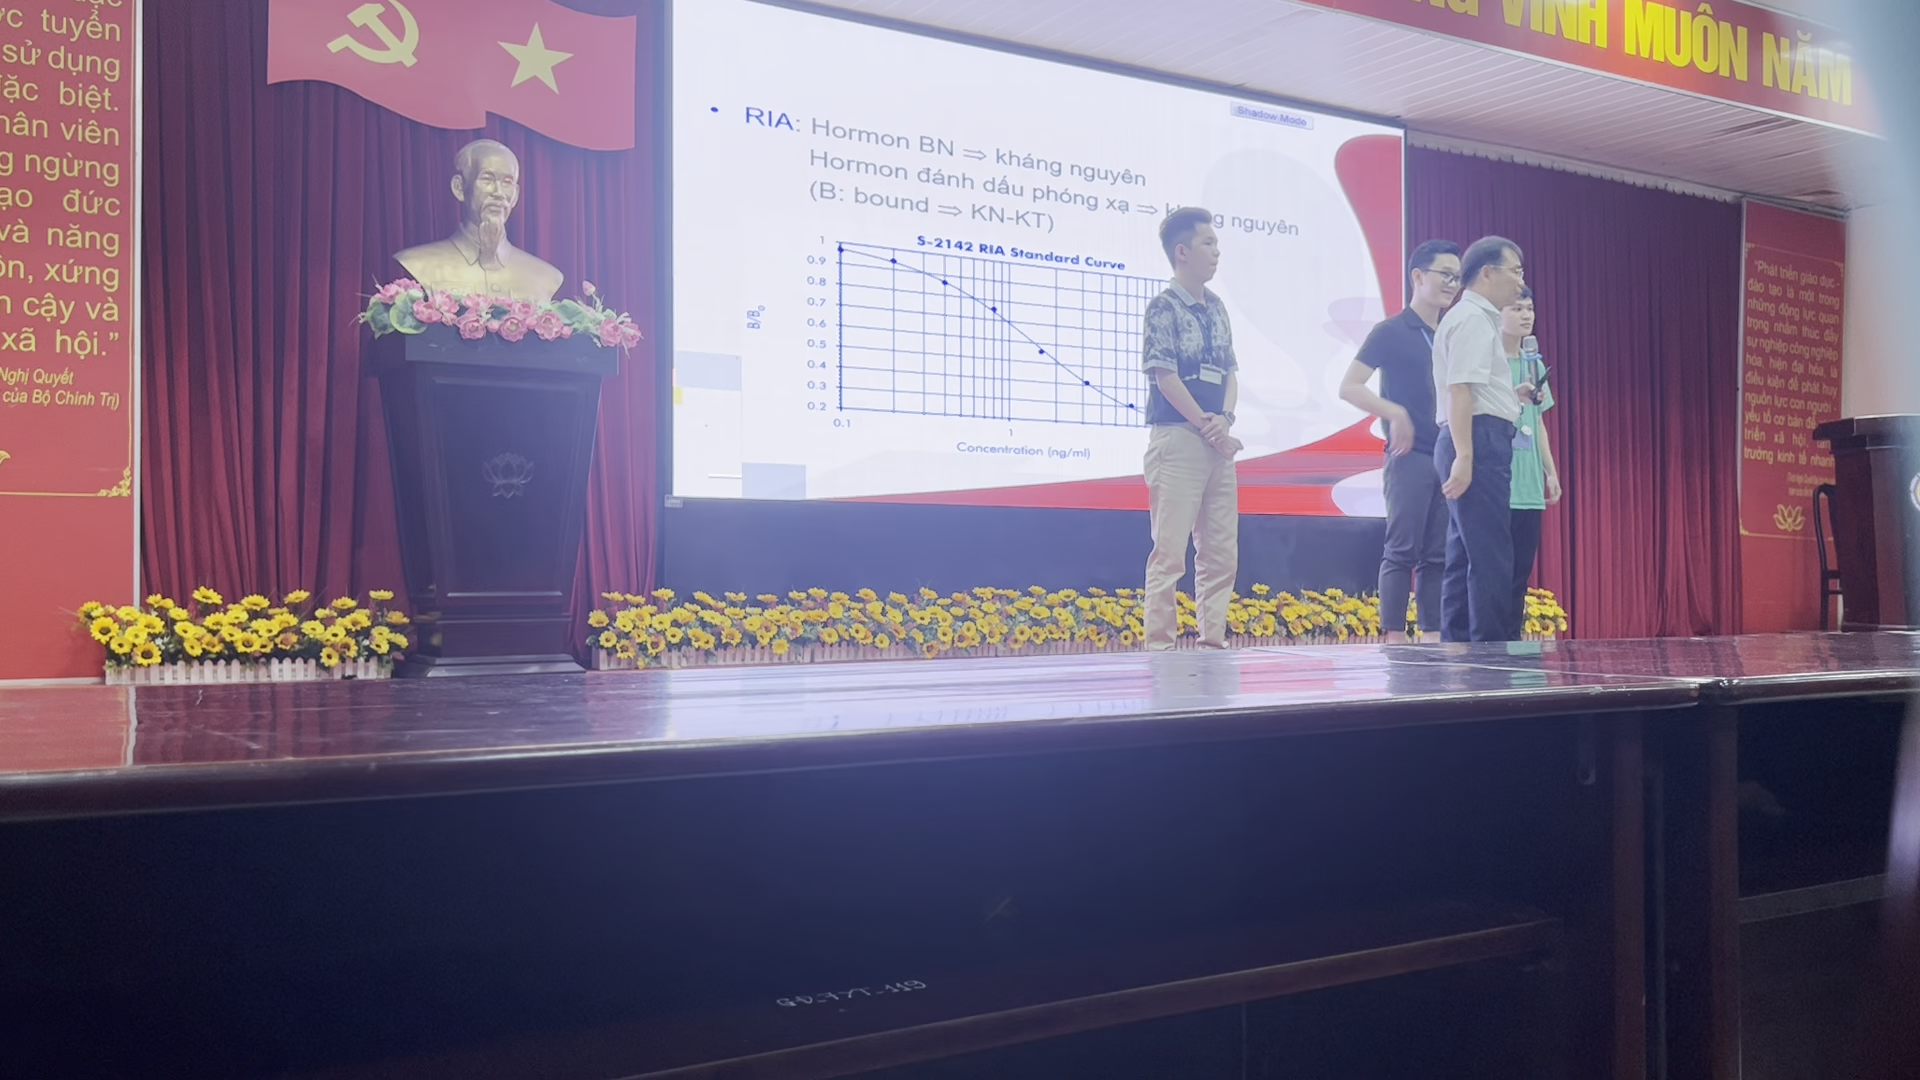 ực tuyển
sử dụng
đặc biệt.
nhân viên
g ngừng
đạo đức
và năng
ôn, xứng
n cậy và
xã hội.”
Nghị Quyết
của Bộ Chính Trị)
VINH MUÔN NĂM
Shadow Mode
• RIA: Hormon BN ⇒ kháng nguyên
Hormon đánh dấu phóng xạ ⇒ nguyên
(B: bound ⇒ KN-KT)
S-2142 RIA Standard Curve
B/B₀
1
0.9
0.8
0.7
0.6
0.5
0.4
0.3
0.2
0.1
1
Concentration (ng/ml)
“Phát triển giáo dục -
đào tạo là một trong
những động lực quan
trọng nhằm thúc đẩy
sự nghiệp công nghiệp
hóa, hiện đại hóa, là
điều kiện để phát huy
nguồn lực con người -
yếu tố cơ bản để
triển xã hội,
trưởng kinh tế nhanh